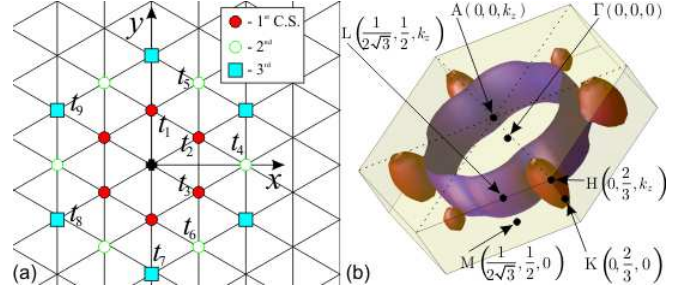 y
x
- 1st C.S.
- 2nd
- 3rd
t5
t9
t1
t2
t4
t3
t8
t6
t7
(a)
L (1/2√3, 1/2, kz)
A(0,0,kz)
Γ(0,0,0)
H(0, 2/3, kz)
M(1/2√3, 1/2, 0)
K(0, 2/3, 0)
(b)